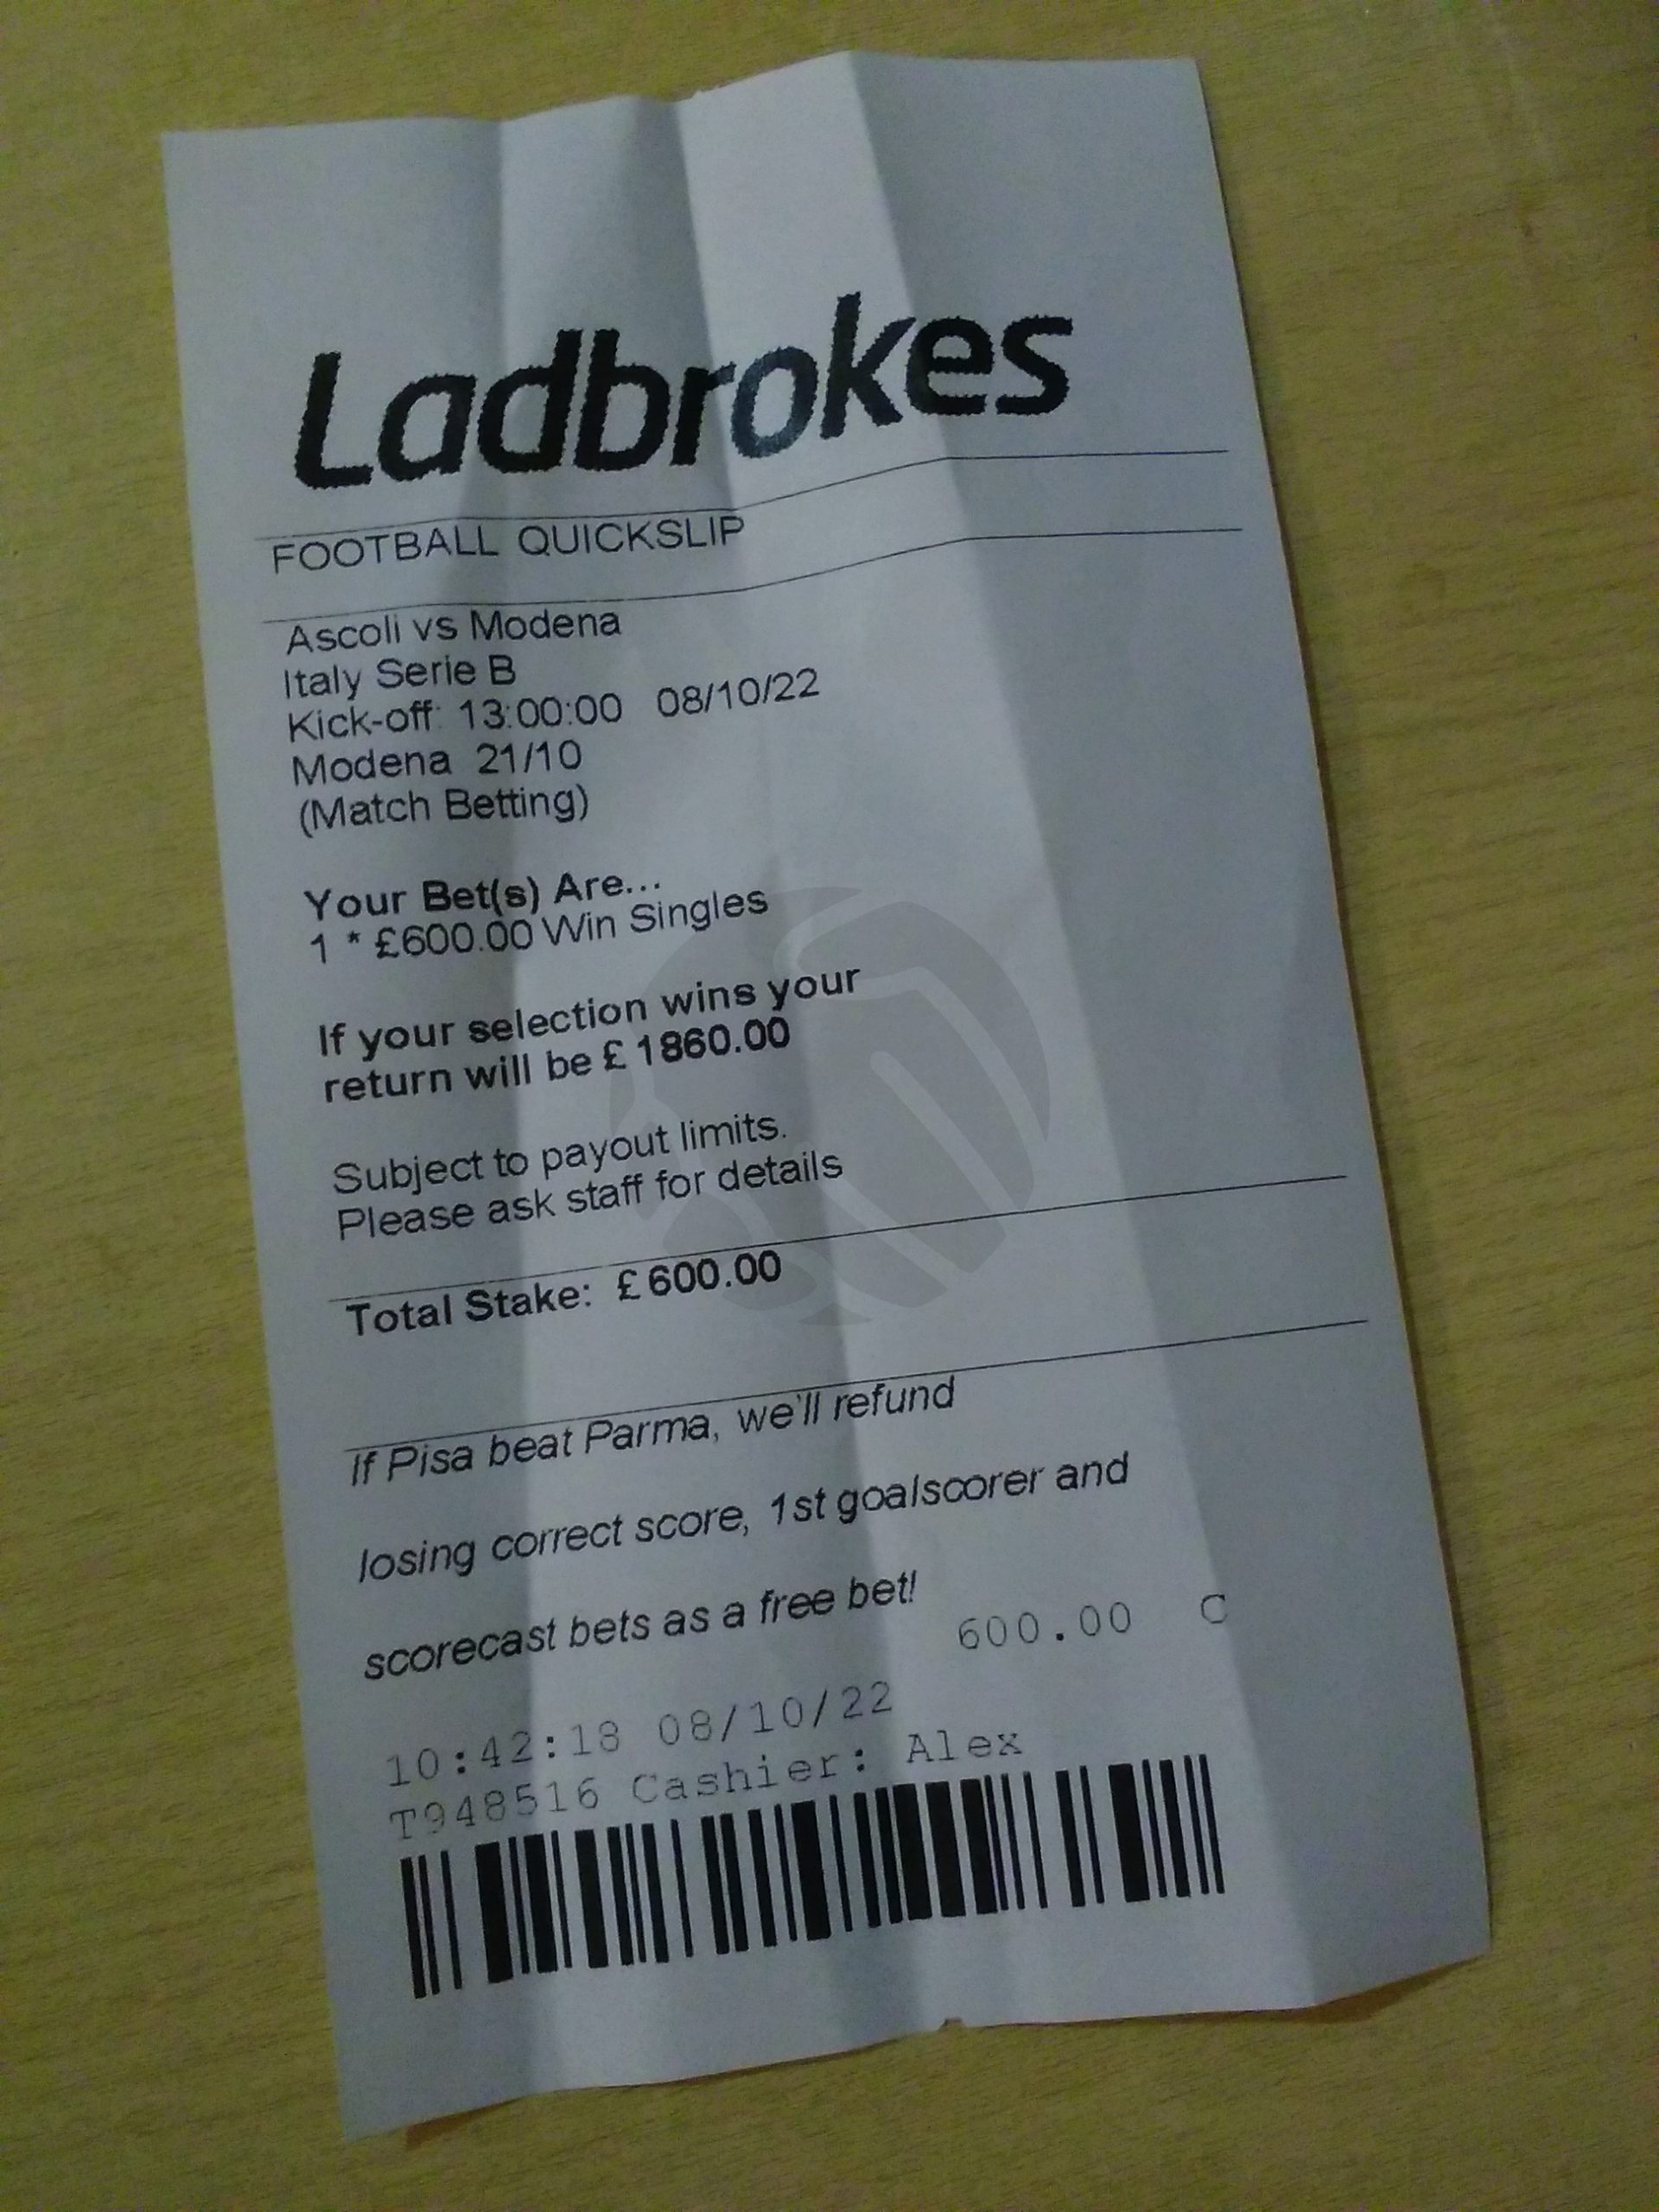 Ladbrokes
FOOTBALL QUICKSLIP
Ascoli vs Modena
Italy Serie B
Kick-off: 13:00:00 08/10/22
Modena 21/10
(Match Betting)
Your Bet(s) Are...
1 * £600.00 Win Singles
If your selection wins your
return will be £ 1860.00
Subject to payout limits.
Please ask staff for details
Total Stake: £ 600.00
If Pisa beat Parma, we'll refund
losing correct score, 1st goalscorer and
scorecast bets as a free bet!
600.00 C
10:42:18 08/10/22
T948516 Cashier: Alex